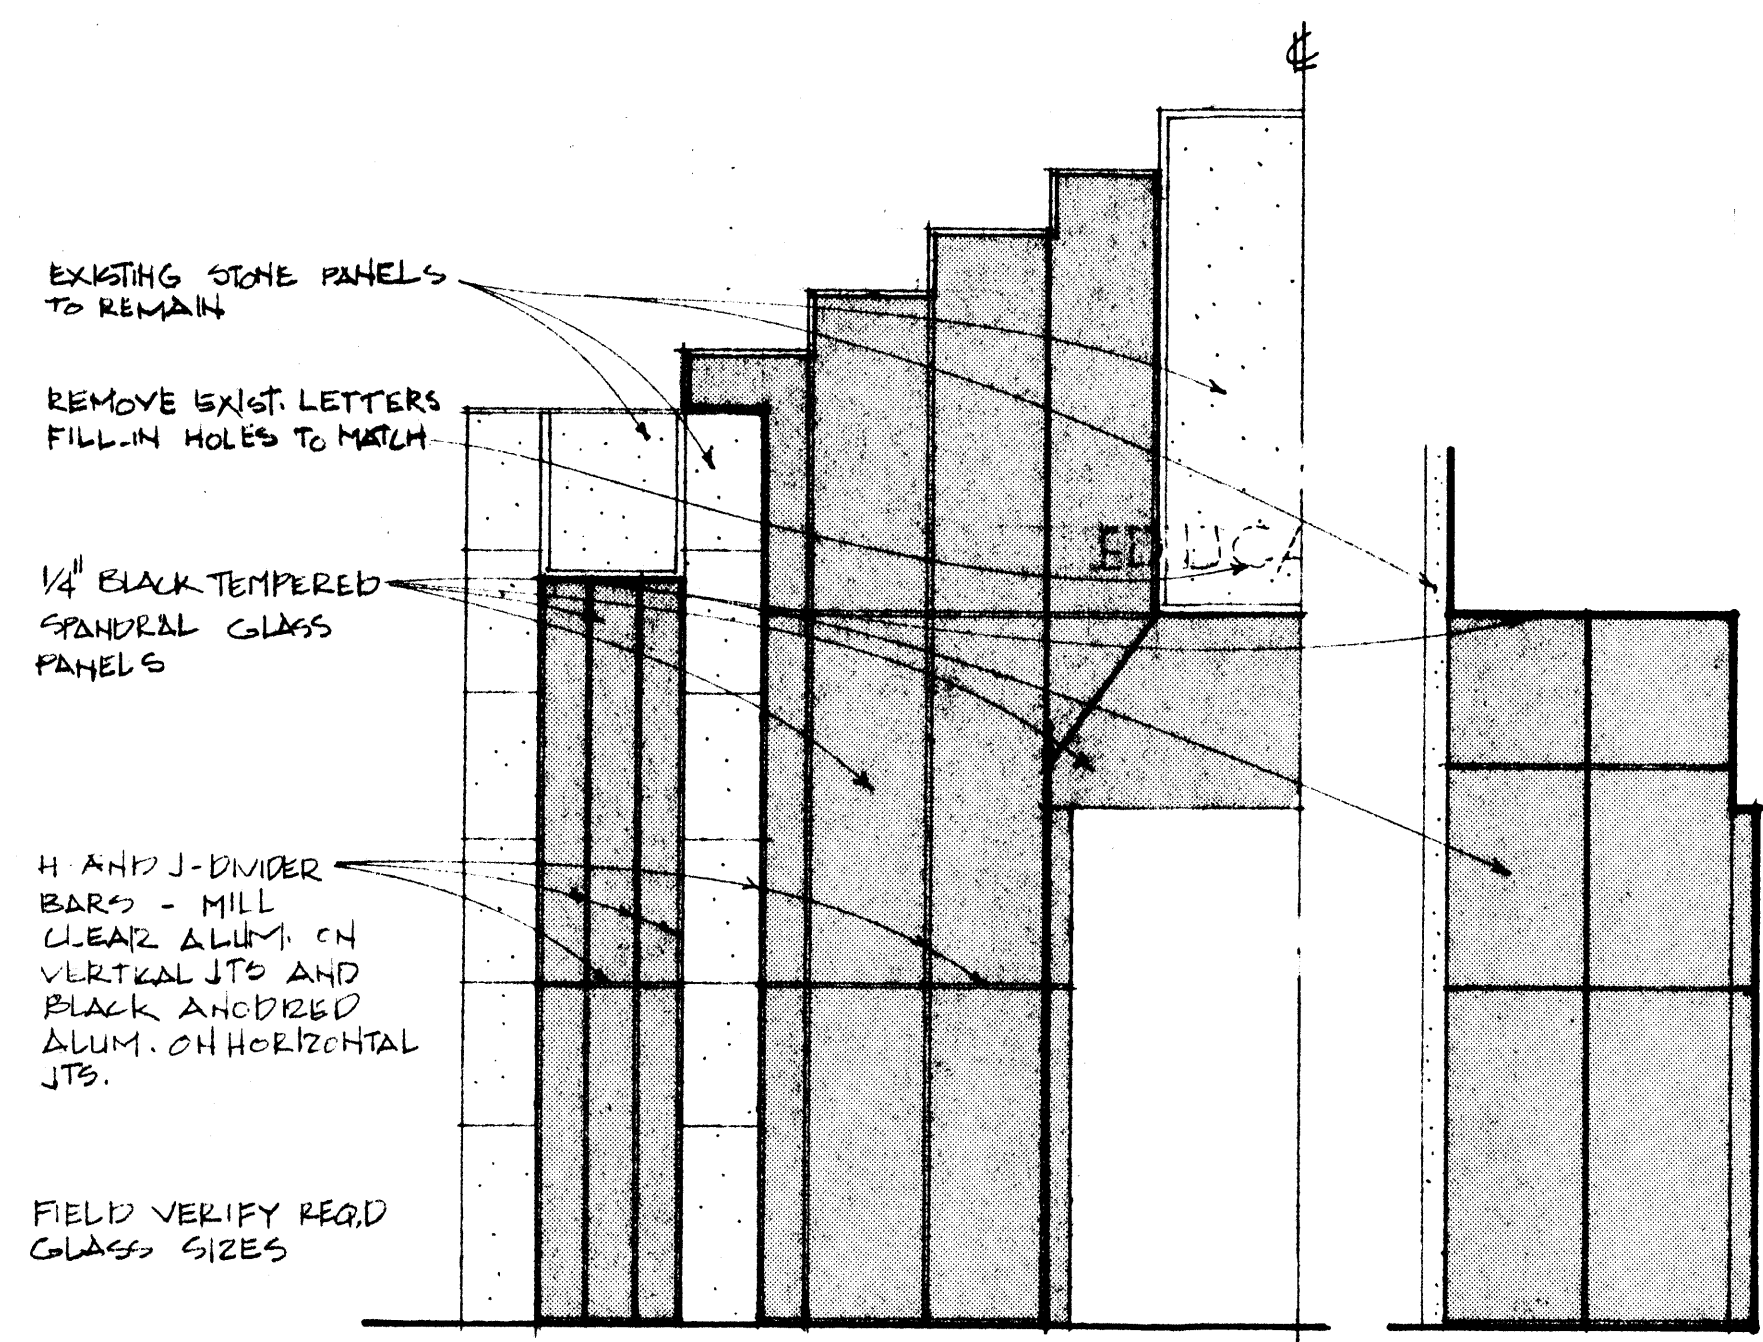 ℄
EXISTING STONE PANELS
TO REMAIN
REMOVE EXIST. LETTERS
FILL-IN HOLES TO MATCH
EDUCA
1/4" BLACK TEMPERED
SPANDRAL GLASS
PANELS
H AND J-DIVIDER
BARS - MILL
CLEAR ALUM. ON
VERTICAL JTS AND
BLACK ANODIZED
ALUM. ON HORIZONTAL
JTS.
FIELD VERIFY REQ.D
GLASS SIZES